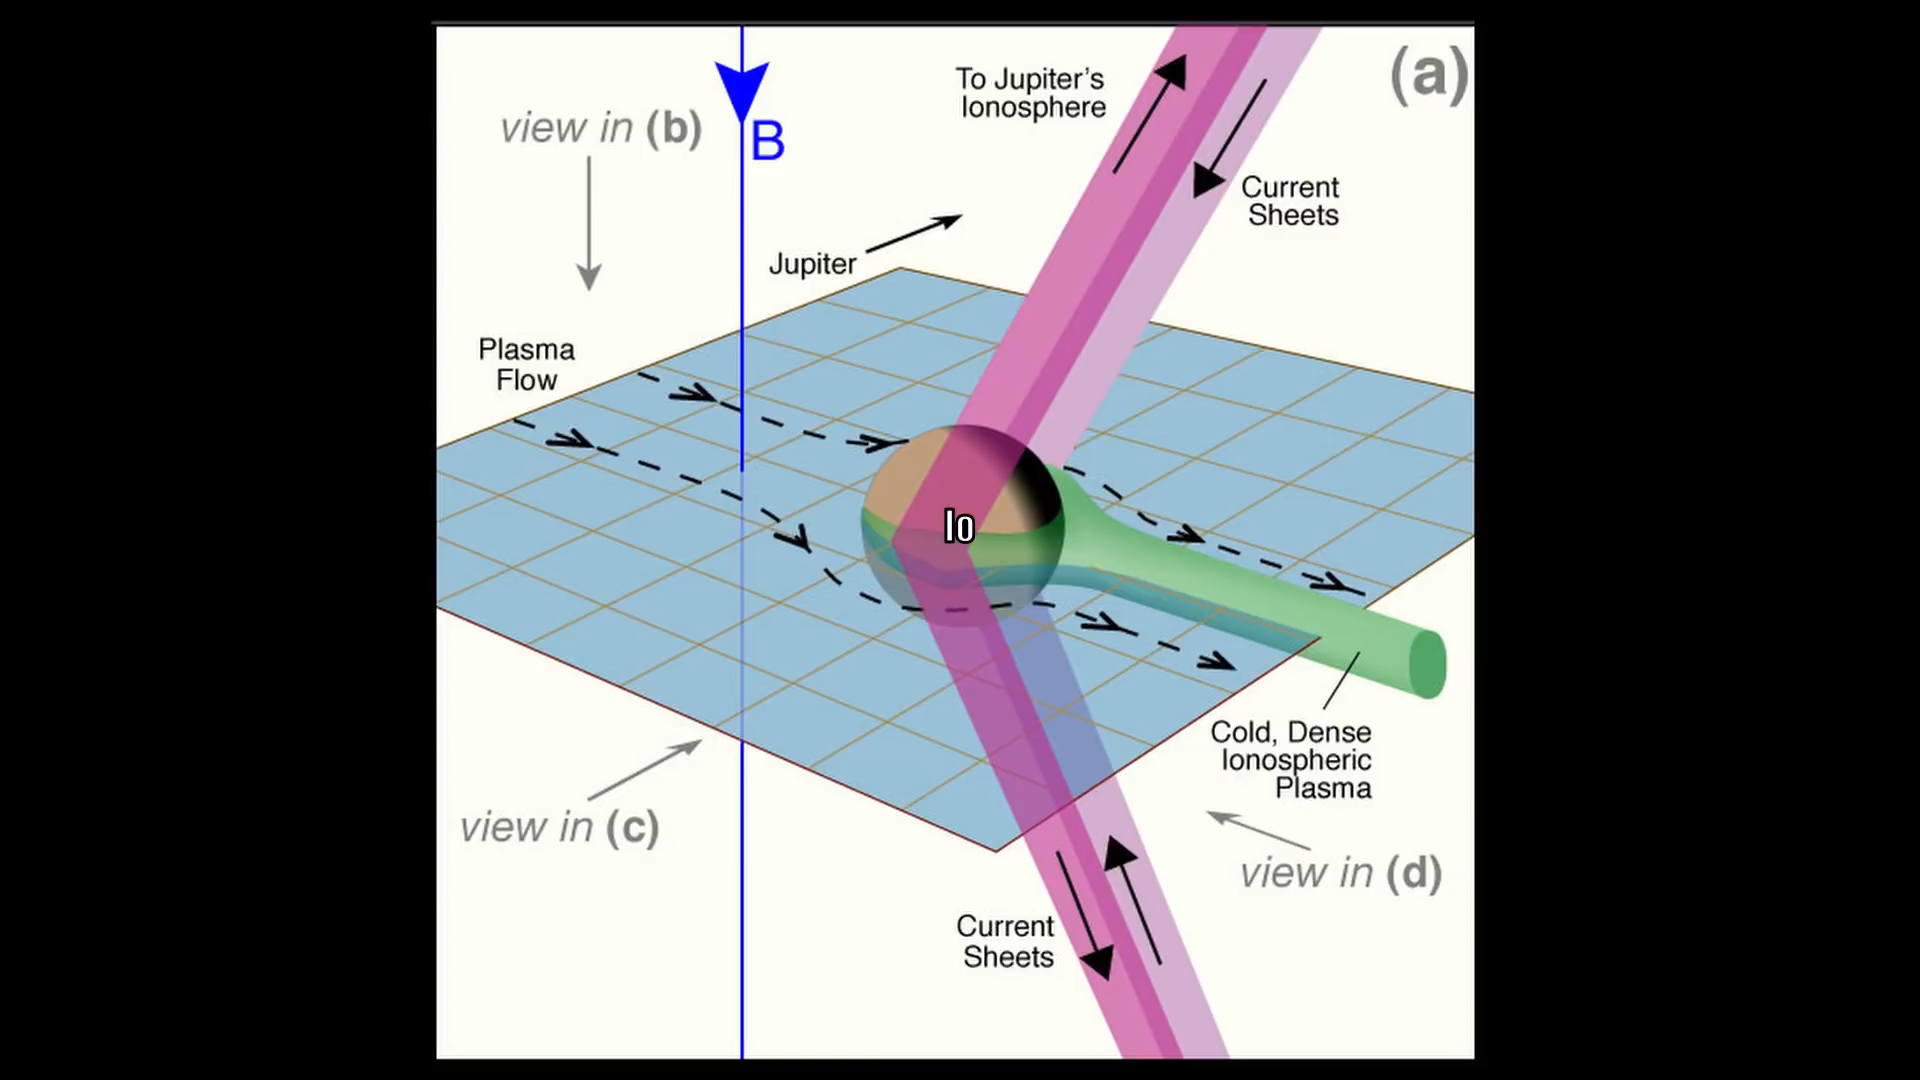 (a)
To Jupiter's
Ionosphere
view in (b)
B
Current
Sheets
Jupiter
Plasma
Flow
Io
Cold, Dense
Ionospheric
Plasma
view in (c)
view in (d)
Current
Sheets